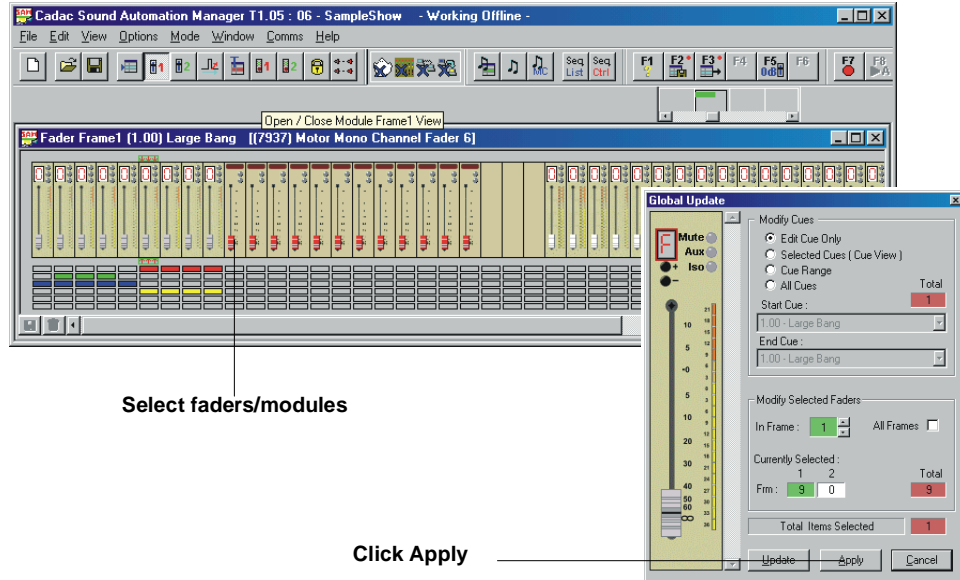 Cadac Sound Automation Manager T1.05 : 06 - SampleShow - Working Offline -
File Edit View Options Mode Window Comms Help
Seq List Seq Ctrl F1 F2 F3 F4 F5 0dB F6 F7 F8
MC
Open / Close Module Frame1 View
Fader Frame1 (1.00) Large Bang [(7937) Motor Mono Channel Fader 6]
Global Update
Modify Cues
Edit Cue Only
Selected Cues ( Cue View )
Cue Range
All Cues
Total
1
Start Cue :
1.00 - Large Bang
End Cue :
1.00 - Large Bang
Mute
Aux
Iso
F
10
5
-0
5
10
20
30
40
50
60
∞
Modify Selected Faders
In Frame : 1 All Frames
Currently Selected :
1 2 Total
Frm : 9 0 9
Total Items Selected 1
Update Apply Cancel
Select faders/modules
Click Apply